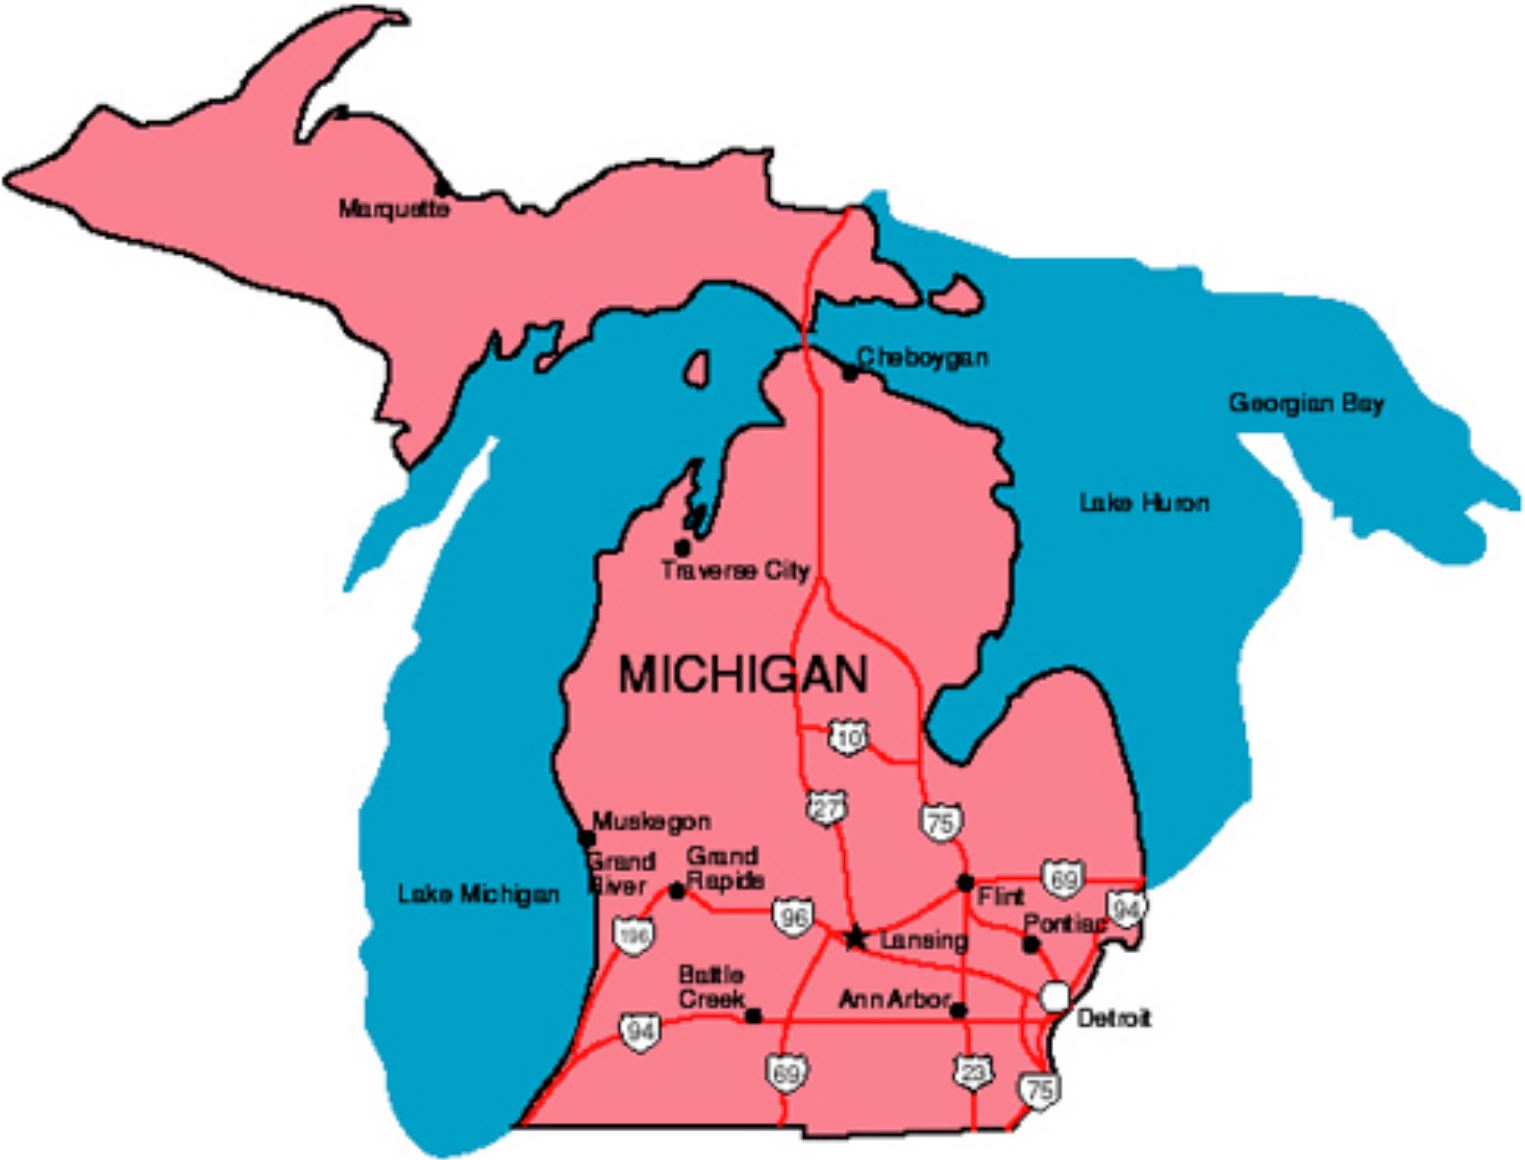 Marquette
Cheboygan
Georgian Bay
Lake Huron
Traverse City
MICHIGAN
10
27
75
Muskegon
Grand
River
Grand
Rapids
69
Flint
Lake Michigan
94
96
Pontiac
196
Lansing
Battle
Creek
Ann Arbor
Detroit
94
69
23
75